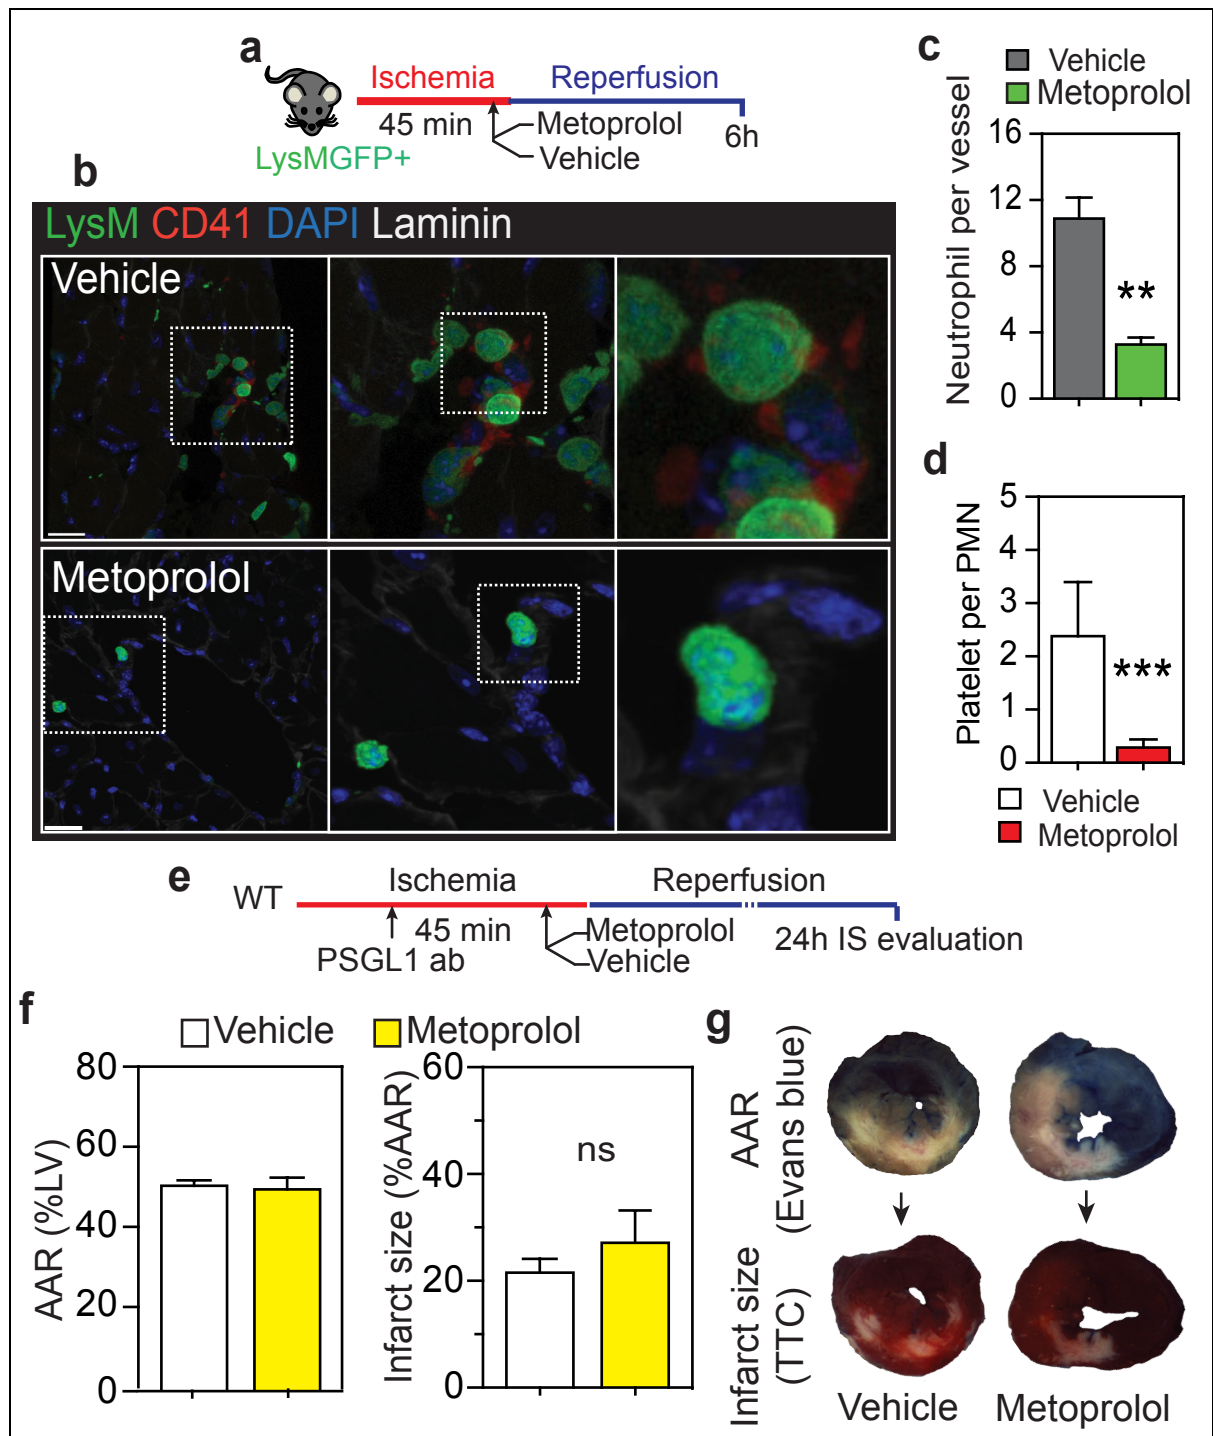 a
Ischemia
Reperfusion
45 min
Metoprolol
Vehicle
6h
LysMGFP+
b
LysM CD41 DAPI Laminin
Vehicle
Metoprolol
c
Vehicle
Metoprolol
Neutrophil per vessel
16
12
8
4
0
**
d
Platelet per PMN
5
4
3
2
1
0
***
Vehicle
Metoprolol
e
WT
Ischemia
Reperfusion
45 min
PSGL1 ab
Metoprolol
Vehicle
24h IS evaluation
f
Vehicle
Metoprolol
AAR (%LV)
80
60
40
20
0
Infarct size (%AAR)
60
40
20
0
ns
g
AAR
(Evans blue)
Infarct size
(TTC)
Vehicle
Metoprolol